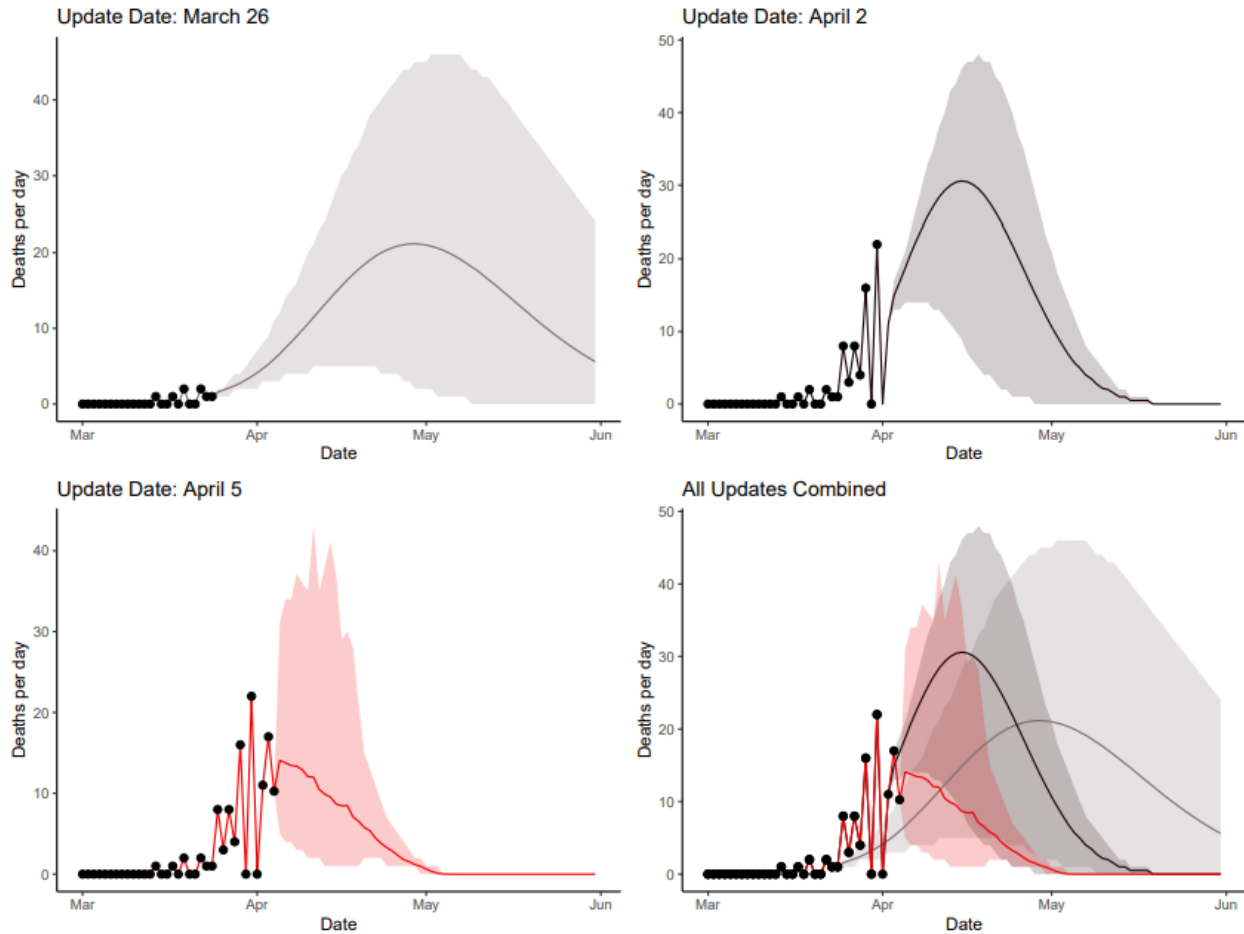 Update Date: March 26
Deaths per day
40
30
20
10
0
Mar
Apr
May
Jun
Date
Update Date: April 2
Deaths per day
50
40
30
20
10
0
Mar
Apr
May
Jun
Date
Update Date: April 5
Deaths per day
40
30
20
10
0
Mar
Apr
May
Jun
Date
All Updates Combined
Deaths per day
50
40
30
20
10
0
Mar
Apr
May
Jun
Date